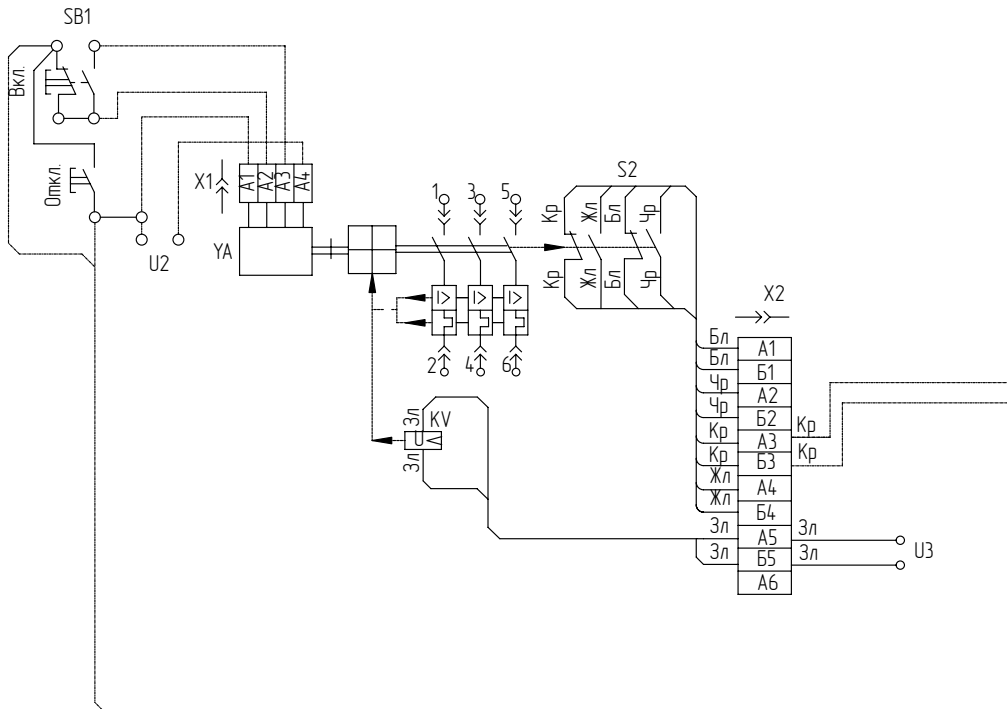 SB1
Вкл.
Откл.
X1
A1
A2
A3
A4
U2
YA
1
3
5
2
4
6
I>
I>
I>
S2
Кр
Жл
Бл
Чр
Кр
Жл
Бл
Чр
KV
U<
Зл
Зл
X2
Бл
А1
Бл
Б1
Чр
А2
Чр
Б2
Кр
А3
Кр
Кр
Б3
Кр
Жл
А4
Жл
Б4
Зл
А5
Зл
Зл
Б5
Зл
U3
А6